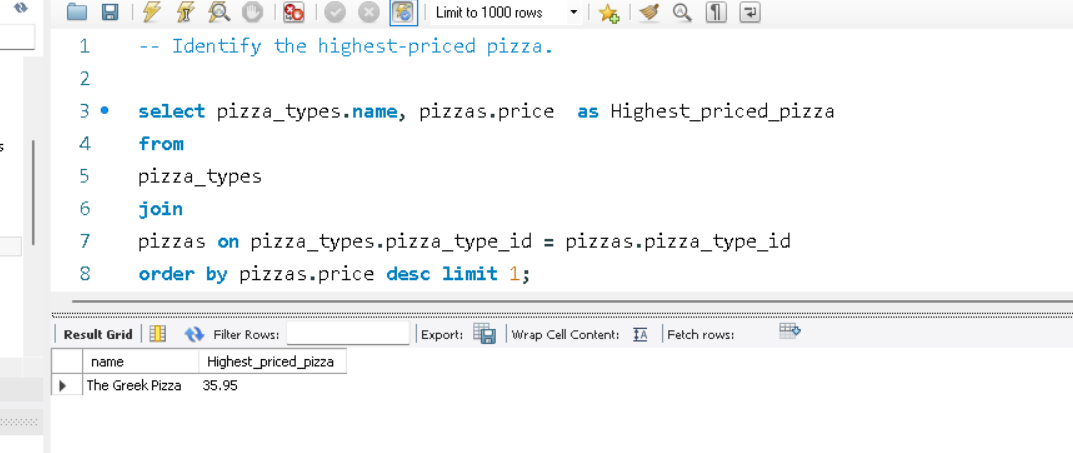 Limit to 1000 rows
1 -- Identify the highest-priced pizza.
2
3 select pizza_types.name, pizzas.price  as Highest_priced_pizza
4 from
5 pizza_types
6 join
7 pizzas on pizza_types.pizza_type_id = pizzas.pizza_type_id
8 order by pizzas.price desc limit 1;
s
Result Grid Filter Rows: Export: Wrap Cell Content: IA Fetch rows:
name Highest_priced_pizza
The Greek Pizza 35.95